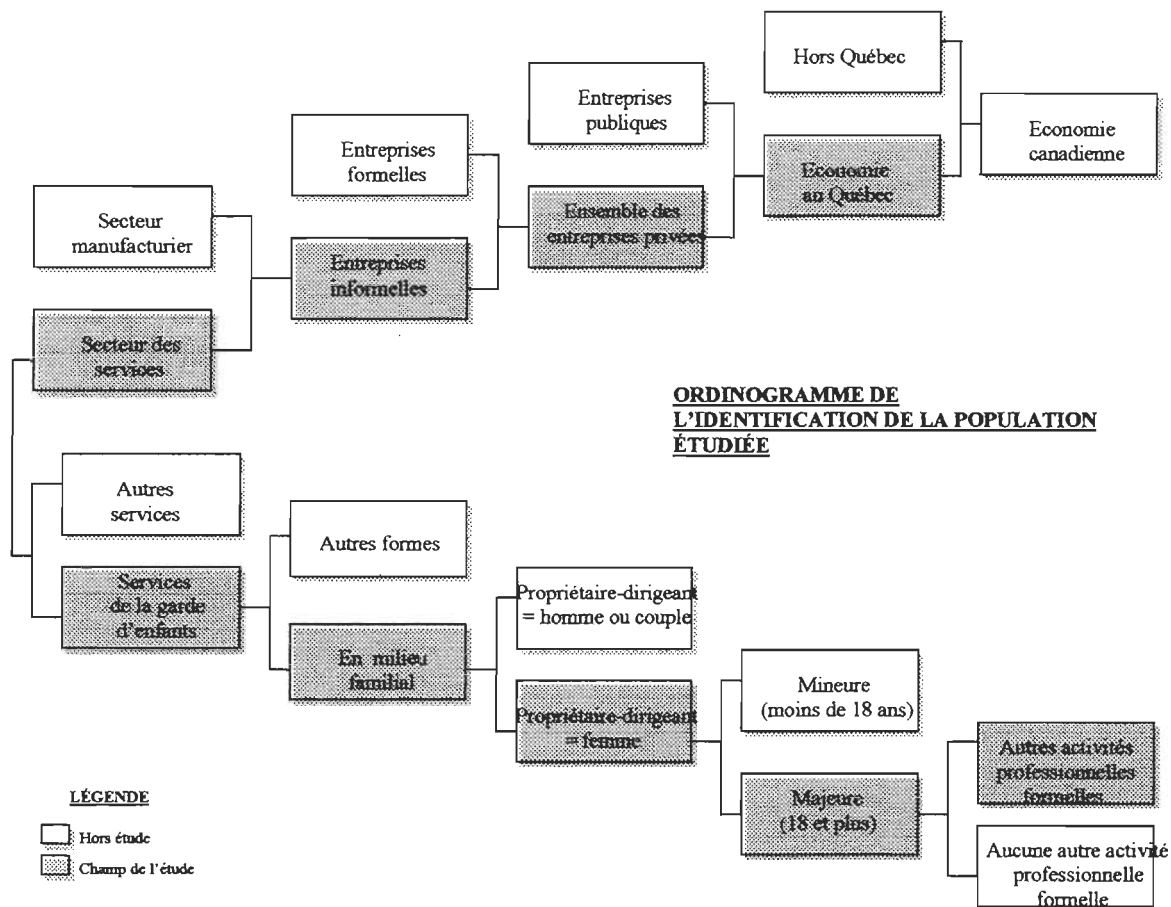 Hors Québec
Entreprises
publiques
Economie
canadienne
Entreprises
formelles
Economie
au Québec
Secteur
manufacturier
Ensemble des
entreprises privées
Entreprises
informelles
Secteur des
services
ORDINOGRAMME DE
L'IDENTIFICATION DE LA POPULATION
ÉTUDIÉE
Autres
services
Autres formes
Services
de la garde
d'enfants
Propriétaire-dirigeant
= homme ou couple
En milieu
familial
Mineure
(moins de 18 ans)
Propriétaire-dirigeant
= femme
Autres activités
professionnelles
formelles
Majeure
(18 et plus)
Aucune autre activité
professionnelle
formelle
LÉGENDE
Hors étude
Champ de l'étude